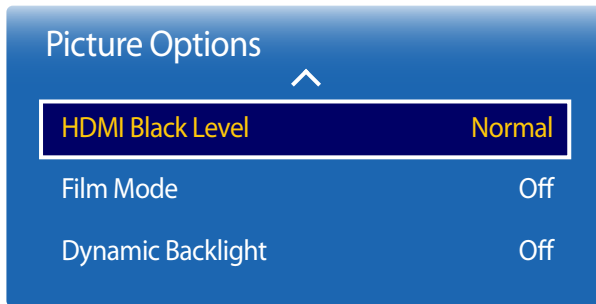 Picture Options
HDMI Black Level Normal
Film Mode Off
Dynamic Backlight Off